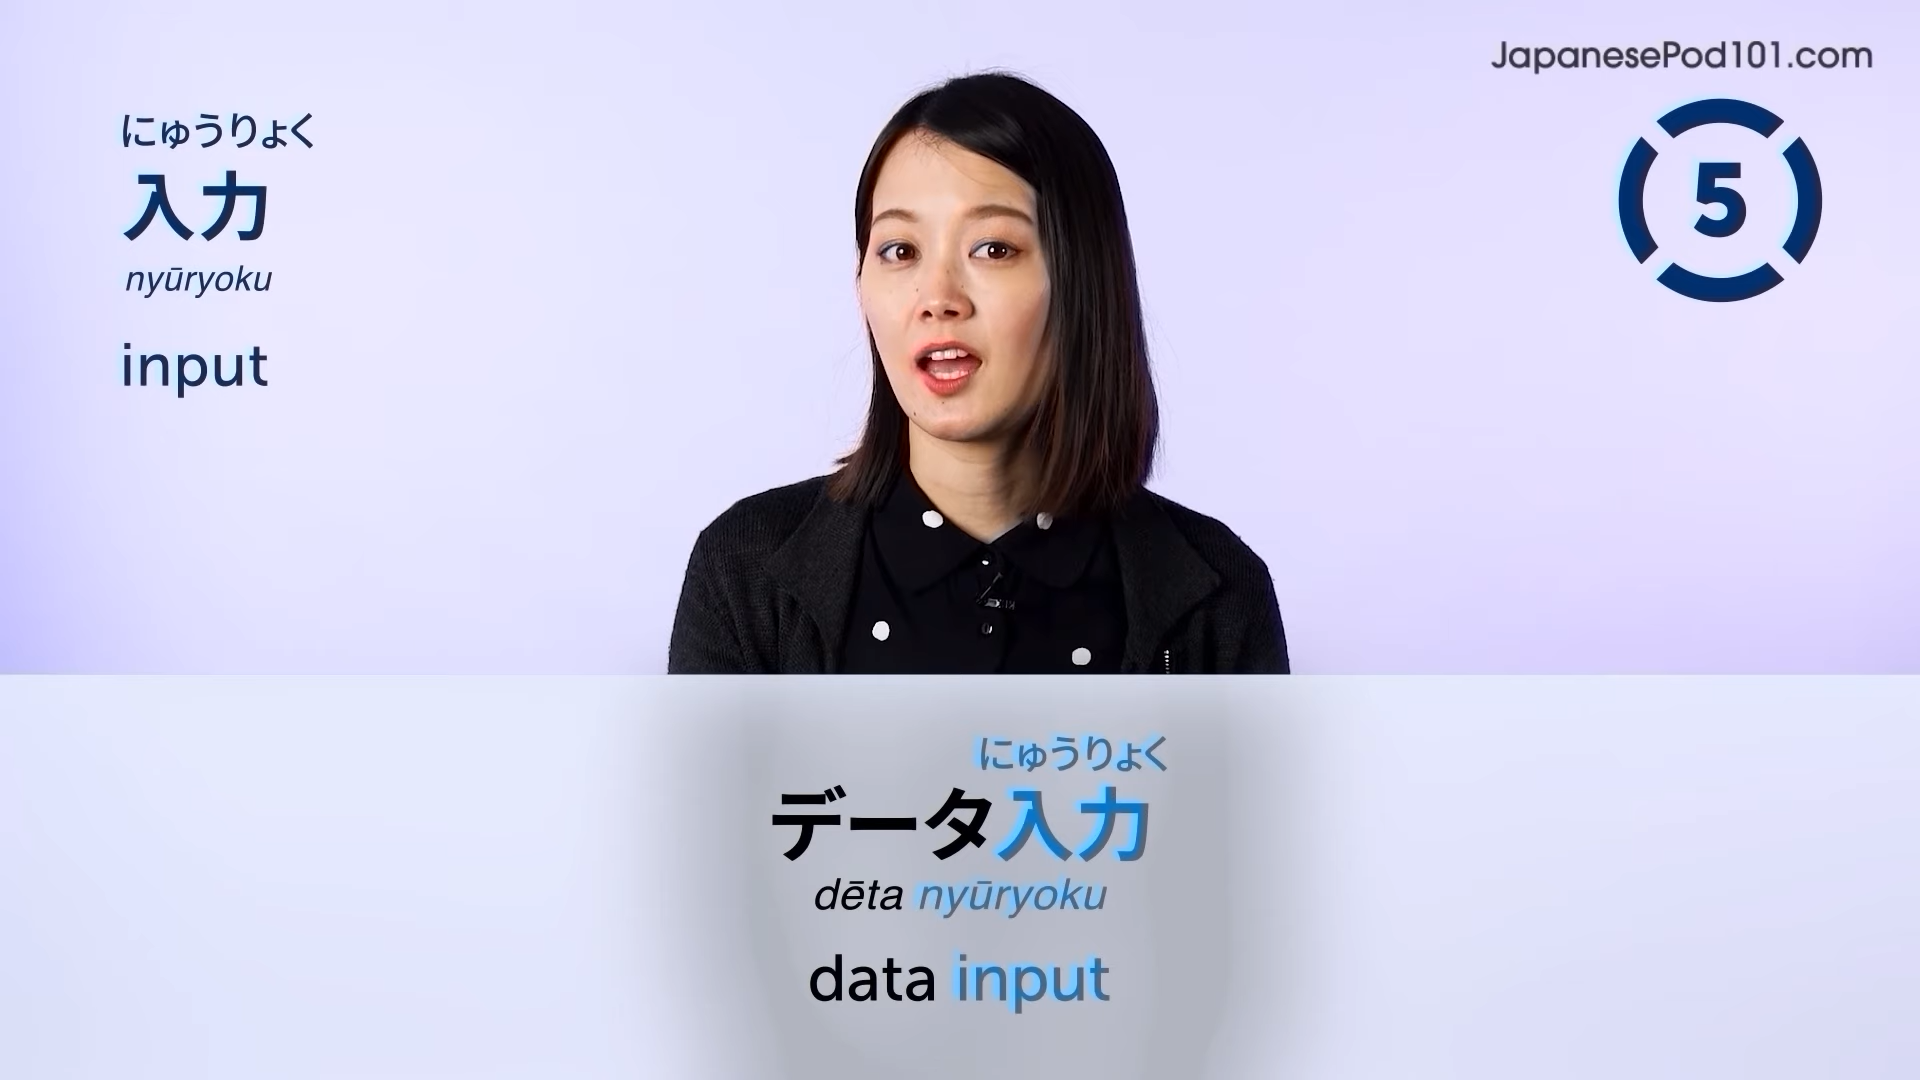 JapanesePod101.com
にゅうりょく
入力
nyūryoku
input
5
にゅうりょく
データ入力
dēta nyūryoku
data input